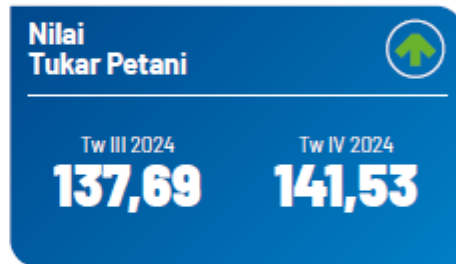 Nilai
Tukar Petani
Tw III 2024
137,69
Tw IV 2024
141,53